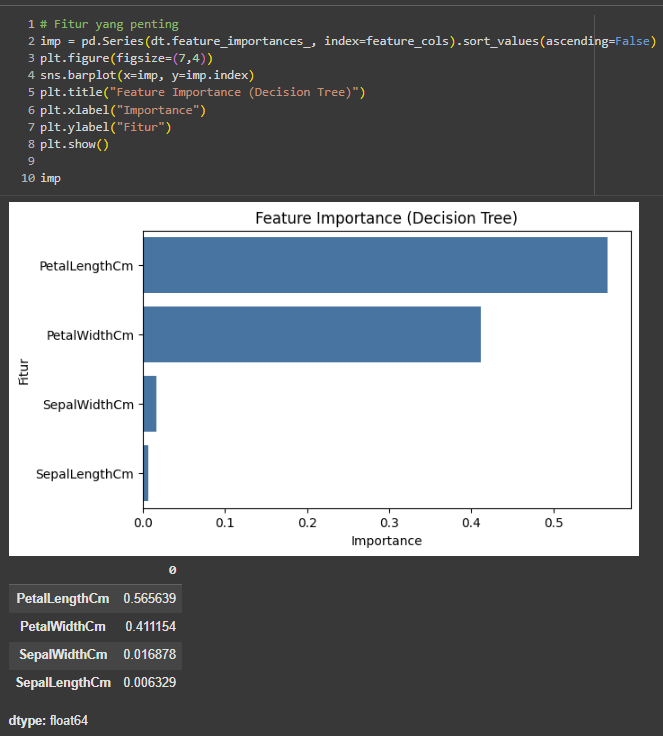 1 # Fitur yang penting
2 imp = pd.Series(dt.feature_importances_, index=feature_cols).sort_values(ascending=False)
3 plt.figure(figsize=(7,4))
4 sns.barplot(x=imp, y=imp.index)
5 plt.title("Feature Importance (Decision Tree)")
6 plt.xlabel("Importance")
7 plt.ylabel("Fitur")
8 plt.show()
9
10 imp
Feature Importance (Decision Tree)
PetalLengthCm
PetalWidthCm
Fitur
SepalWidthCm
SepalLengthCm
0.0 0.1 0.2 0.3 0.4 0.5
Importance
0
PetalLengthCm 0.565639
PetalWidthCm 0.411154
SepalWidthCm 0.016878
SepalLengthCm 0.006329
dtype: float64